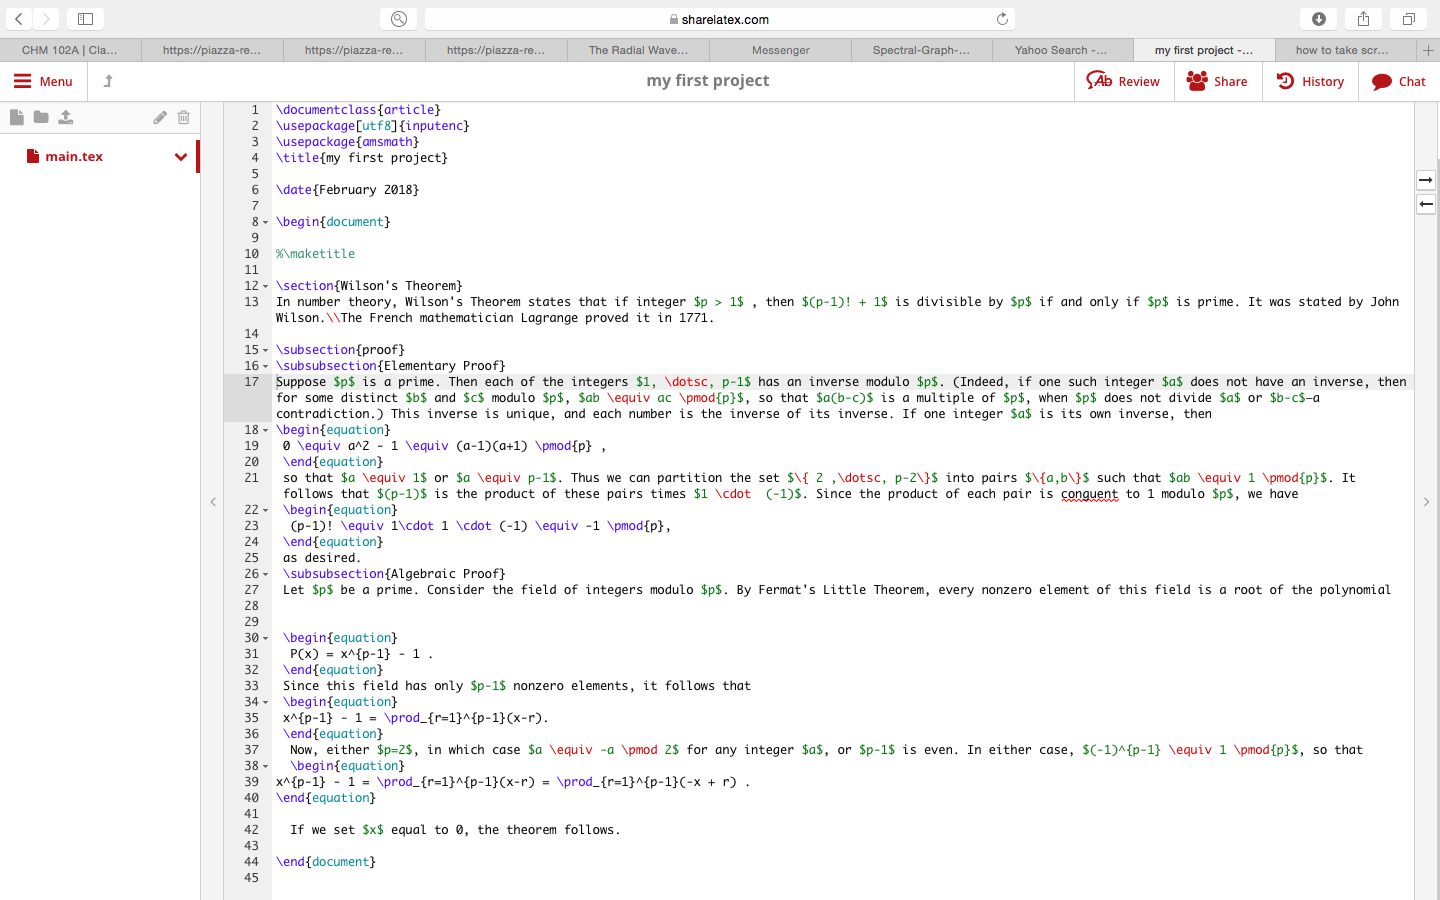 sharelatex.com
CHM 102A | Cla...
https://piazza-re...
https://piazza-re...
https://piazza-re...
The Radial Wave...
Messenger
Spectral-Graph-...
Yahoo Search -...
my first project -...
how to take scr...
Menu
my first project
Review
Share
History
Chat
main.tex
1 \documentclass{article}
2 \usepackage[utf8]{inputenc}
3 \usepackage{amsmath}
4 \title{my first project}
5
6 \date{February 2018}
7
8 \begin{document}
9
10 %\maketitle
11
12 \section{Wilson's Theorem}
13 In number theory, Wilson's Theorem states that if integer $p > 1$ , then $(p-1)! + 1$ is divisible by $p$ if and only if $p$ is prime. It was stated by John
Wilson.\\The French mathematician Lagrange proved it in 1771.
14
15 \subsection{proof}
16 \subsubsection{Elementary Proof}
17 Suppose $p$ is a prime. Then each of the integers $1, \dotsc, p-1$ has an inverse modulo $p$. (Indeed, if one such integer $a$ does not have an inverse, then
for some distinct $b$ and $c$ modulo $p$, $ab \equiv ac \pmod{p}$, so that $a(b-c)$ is a multiple of $p$, when $p$ does not divide $a$ or $b-c$—a
contradiction.) This inverse is unique, and each number is the inverse of its inverse. If one integer $a$ is its own inverse, then
18 \begin{equation}
19 0 \equiv a^2 - 1 \equiv (a-1)(a+1) \pmod{p} ,
20 \end{equation}
21 so that $a \equiv 1$ or $a \equiv p-1$. Thus we can partition the set $\{ 2 ,\dotsc, p-2\}$ into pairs $\{a,b\}$ such that $ab \equiv 1 \pmod{p}$. It
follows that $(p-1)$ is the product of these pairs times $1 \cdot (-1)$. Since the product of each pair is conguent to 1 modulo $p$, we have
22 \begin{equation}
23 (p-1)! \equiv 1\cdot 1 \cdot (-1) \equiv -1 \pmod{p},
24 \end{equation}
25 as desired.
26 \subsubsection{Algebraic Proof}
27 Let $p$ be a prime. Consider the field of integers modulo $p$. By Fermat's Little Theorem, every nonzero element of this field is a root of the polynomial
28
29
30 \begin{equation}
31 P(x) = x^{p-1} - 1 .
32 \end{equation}
33 Since this field has only $p-1$ nonzero elements, it follows that
34 \begin{equation}
35 x^{p-1} - 1 = \prod_{r=1}^{p-1}(x-r).
36 \end{equation}
37 Now, either $p=2$, in which case $a \equiv -a \pmod 2$ for any integer $a$, or $p-1$ is even. In either case, $(-1)^{p-1} \equiv 1 \pmod{p}$, so that
38 \begin{equation}
39 x^{p-1} - 1 = \prod_{r=1}^{p-1}(x-r) = \prod_{r=1}^{p-1}(-x + r) .
40 \end{equation}
41
42 If we set $x$ equal to 0, the theorem follows.
43
44 \end{document}
45